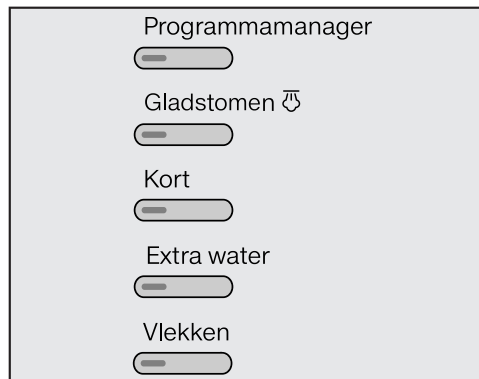 Programmamanager
Gladstomen
Kort
Extra water
Vlekken